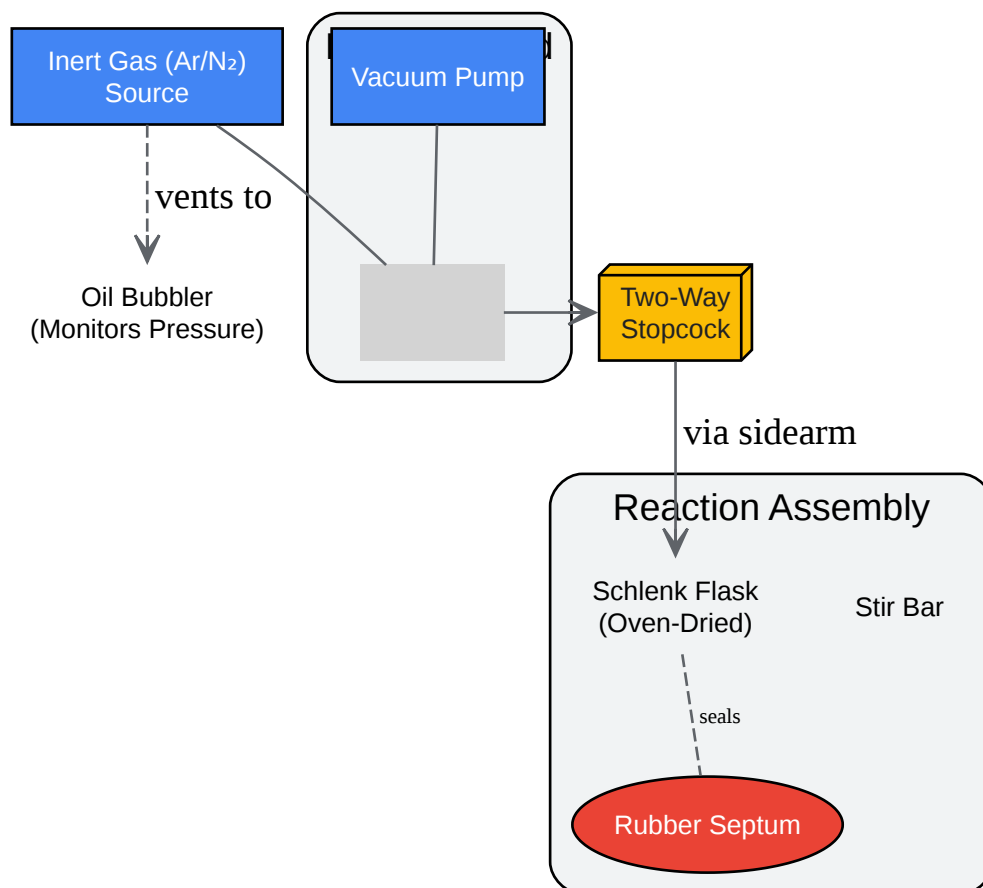 Inert Gas (Ar/N₂)
Source
Vacuum Pump
vents to
Oil Bubbler
(Monitors Pressure)
Two-Way
Stopcock
via sidearm
Reaction Assembly
Schlenk Flask
(Oven-Dried)
Stir Bar
seals
Rubber Septum